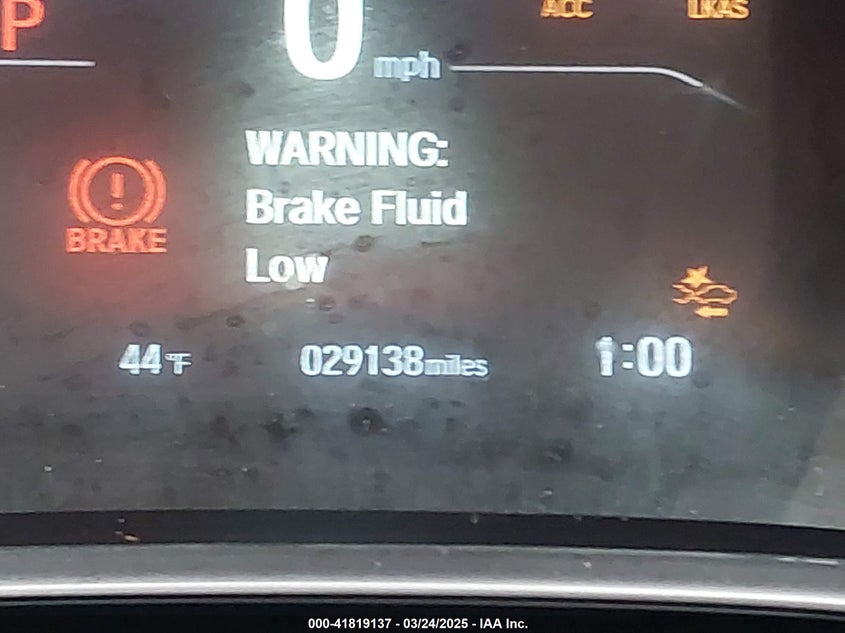 P
0 mph
ACC
LKAS
WARNING:
Brake Fluid
Low
BRAKE
44°F
029138miles
1:00
000-41819137 - 03/24/2025 - IAA Inc.